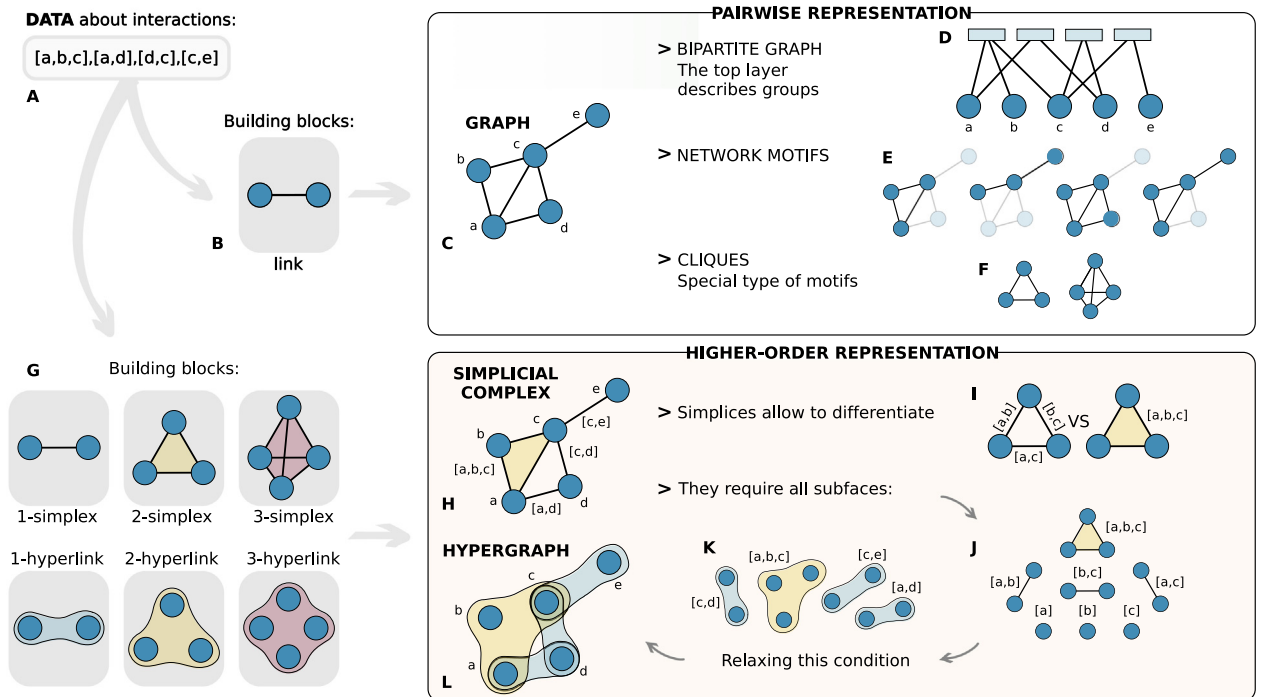 DATA about interactions:
[a,b,c],[a,d],[d,c],[c,e]
A
Building blocks:
B
link
PAIRWISE REPRESENTATION
GRAPH
e
c
b
a
d
C
> BIPARTITE GRAPH
The top layer
describes groups
> NETWORK MOTIFS
> CLIQUES
Special type of motifs
D
a b c d e
E
F
G
Building blocks:
1-simplex 2-simplex 3-simplex
1-hyperlink 2-hyperlink 3-hyperlink
HIGHER-ORDER REPRESENTATION
SIMPLICIAL
COMPLEX
e
c
[c,e]
b
[c,d]
[a,b,c]
a
d
[a,d]
H
> Simplices allow to differentiate
I
[a,b]
[b,c]
[a,c]
VS
[a,b,c]
> They require all subfaces:
J
[a,b,c]
[a,b]
[b,c]
[a,c]
[a] [b] [c]
HYPERGRAPH
c
e
b
a
d
L
K
[a,b,c]
[c,e]
[c,d]
[a,d]
Relaxing this condition